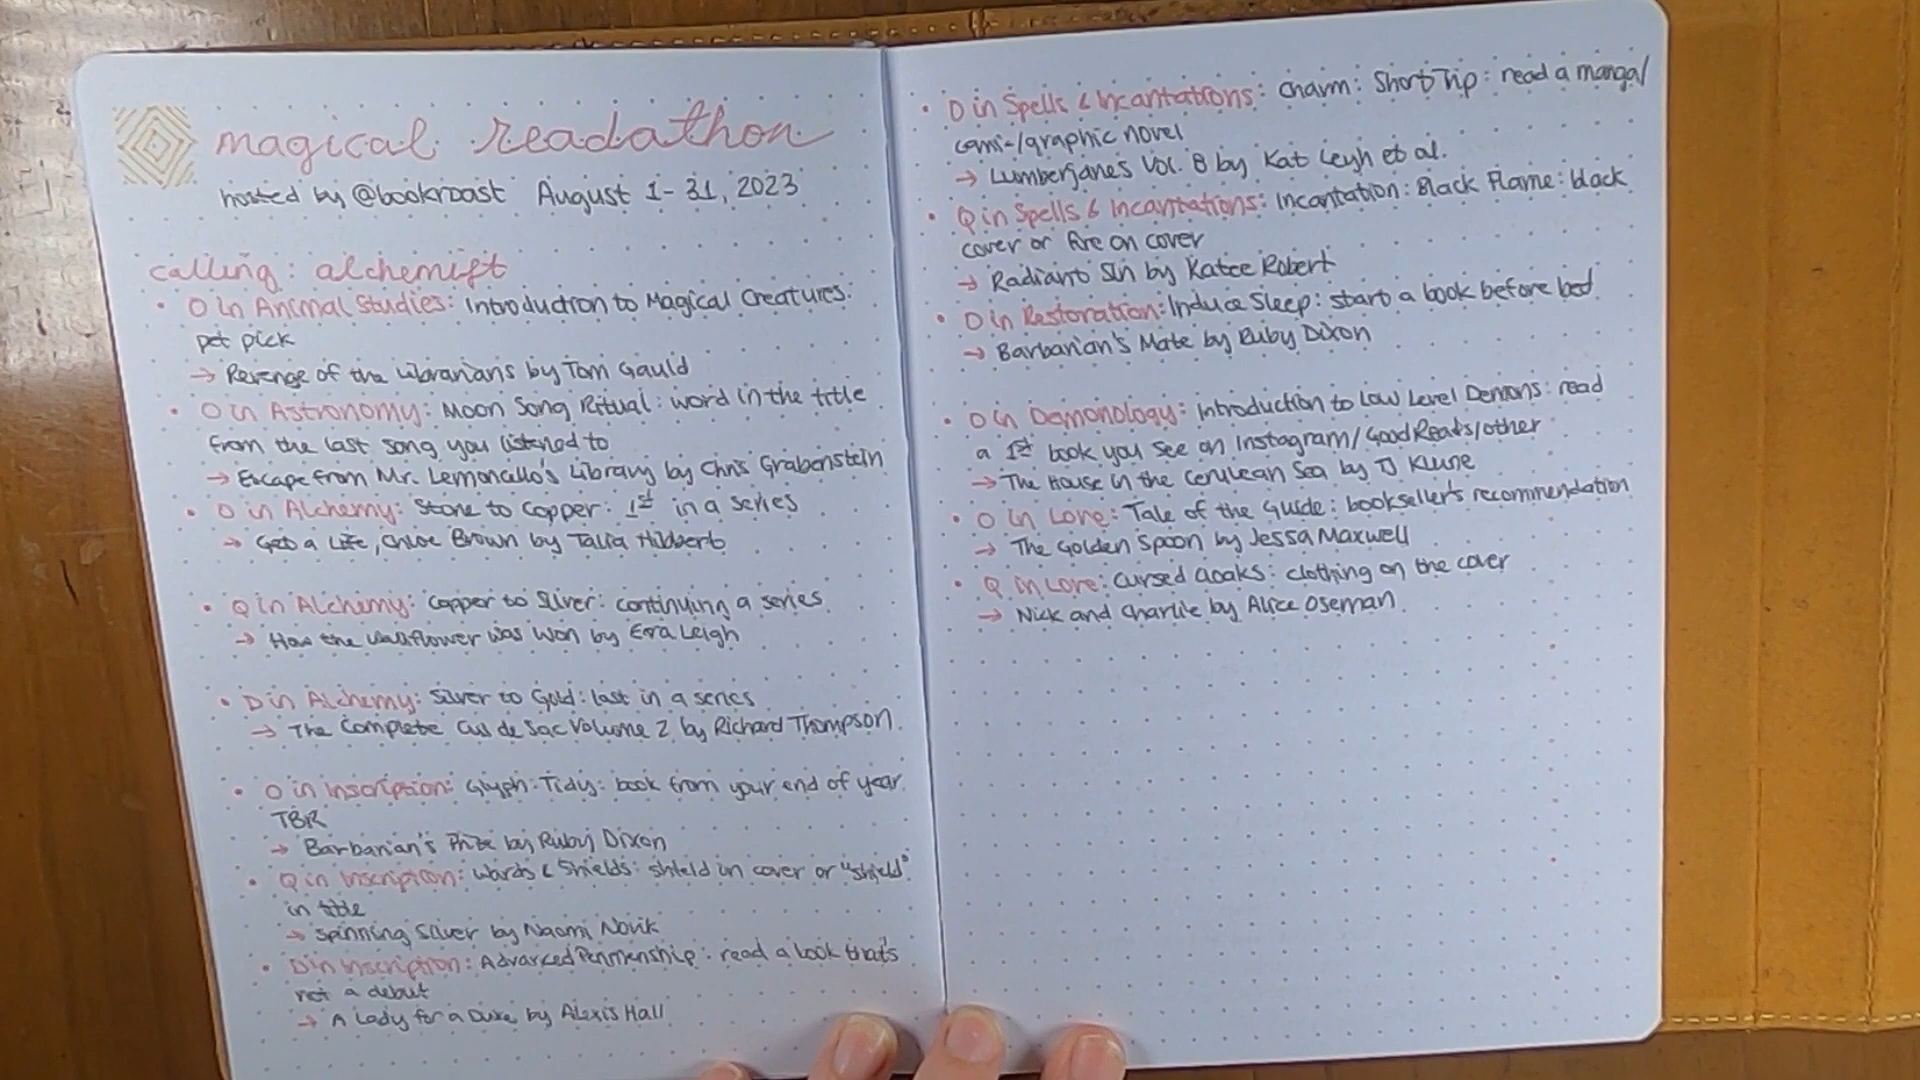 magical readathon
hosted by @bookroast August 1-31, 2023
calling: alchemist
• O in Animal Studies: Introduction to Magical Creatures:
pet pick
→ Revenge of the Librarians by Tom Gauld
• O in Astronomy: Moon Song Ritual: word in the title
from the last song you listened to
→ Escape from Mr. Lemoncello's Library by Chris Grabenstein
• O in Alchemy: Stone to Copper: 1st in a series
→ Get a Life, Chloe Brown by Talia Hibbert
• Q in Alchemy: Copper to Silver: continuing a series
→ How the Wallflower Was Won by Eva Leigh
• D in Alchemy: Silver to Gold: last in a series
→ The Complete Cul de Sac Volume 2 by Richard Thompson
• O in Inscription: Glyph: Tidy: book from your end of year
TBR
→ Barbarian's Prize by Ruby Dixon
• Q in Inscription: Wards & Shields: shield in cover or "shield"
in title
→ Spinning Silver by Naomi Novik
• D in Inscription: Advanced Penmenship: read a book that's
not a debut
→ A Lady for a Duke by Alexis Hall
• O in Spells & Incantations: Charm: Short Trip: read a manga/
comic/graphic novel
→ Lumberjanes Vol. 8 by Kat Leyh et al.
• Q in Spells & Incantations: Incantation: Black Flame: black
cover or fire on cover
→ Radiant Sin by Katee Robert
• O in Restoration: Induce Sleep: start a book before bed
→ Barbarian's Mate by Ruby Dixon
• O in Demonology: Introduction to Low Level Demons: read
a 1st book you see on Instagram/GoodReads/other
→ The House in the Cerulean Sea by TJ Klune
• O in Lore: Tale of the Guide: bookseller's recommendation
→ The Golden Spoon by Jessa Maxwell
• Q in Lore: Cursed Cloaks: clothing on the cover
→ Nick and Charlie by Alice Oseman